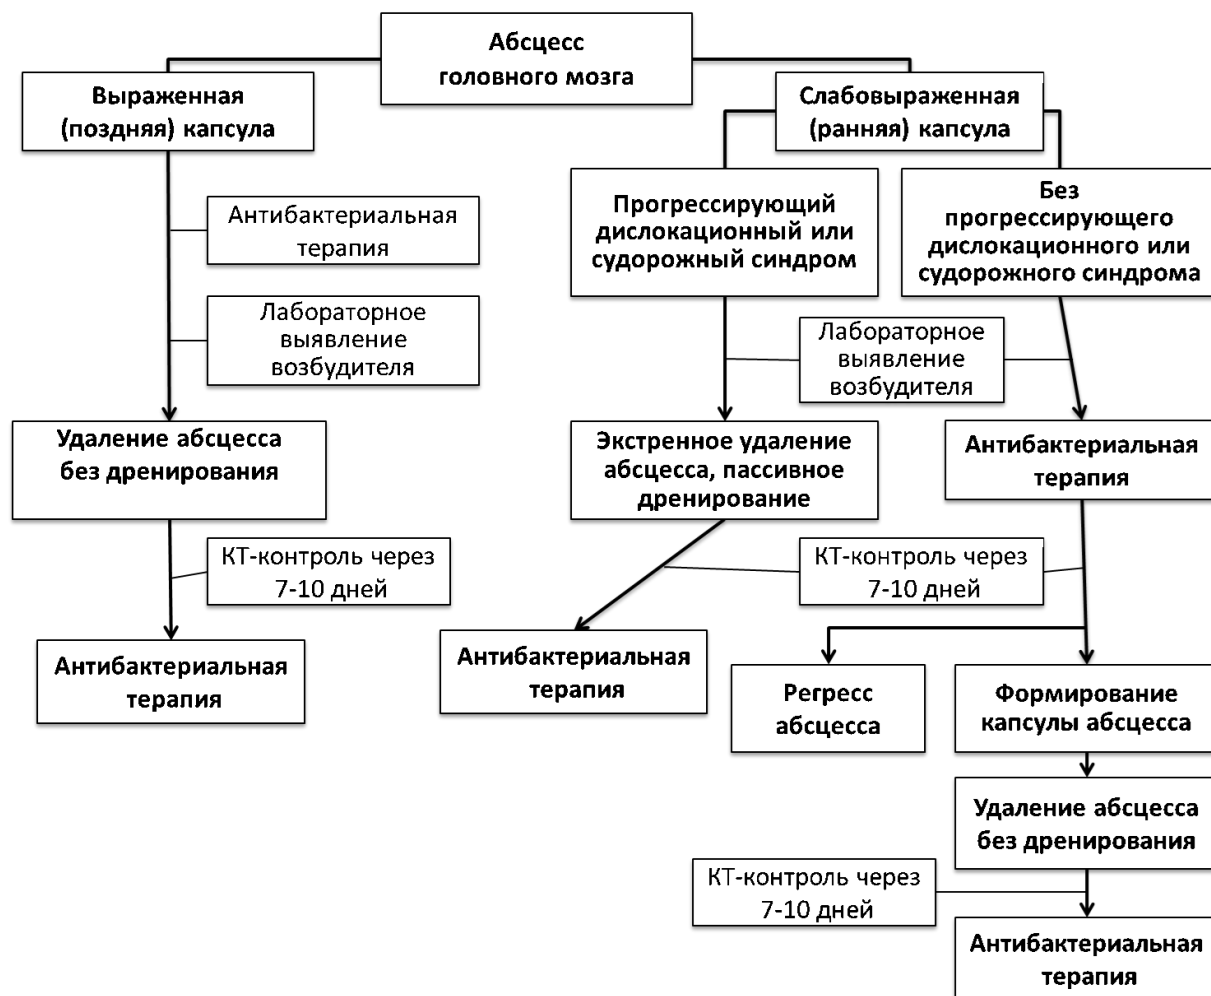 Абсцесс
головного мозга
Выраженная
(поздняя) капсула
Слабовыраженная
(ранняя) капсула
Антибактериальная
терапия
Лабораторное
выявление
возбудителя
Прогрессирующий
дислокационный или
судорожный синдром
Без
прогрессирующего
дислокационного или
судорожного синдрома
Лабораторное
выявление
возбудителя
Удаление абсцесса
без дренирования
Экстренное удаление
абсцесса, пассивное
дренирование
Антибактериальная
терапия
КТ-контроль через
7-10 дней
КТ-контроль через
7-10 дней
Антибактериальная
терапия
Антибактериальная
терапия
Регресс
абсцесса
Формирование
капсулы абсцесса
Удаление абсцесса
без дренирования
КТ-контроль через
7-10 дней
Антибактериальная
терапия